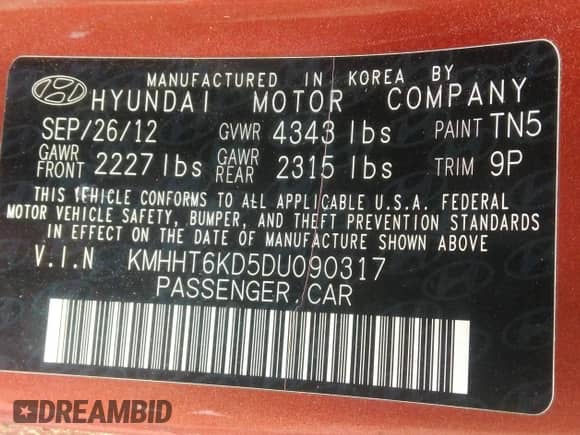 MANUFACTURED IN KOREA BY
HYUNDAI MOTOR COMPANY
SEP/26/12 GVWR 4343 lbs PAINT TN5
GAWR FRONT 2227 lbs GAWR REAR 2315 lbs TRIM 9P
THIS VEHICLE CONFORMS TO ALL APPLICABLE U.S.A. FEDERAL
MOTOR VEHICLE SAFETY, BUMPER, AND THEFT PREVENTION STANDARDS
IN EFFECT ON THE DATE OF MANUFACTURE SHOWN ABOVE
V.I.N KMHHT6KD5DU090317
PASSENGER CAR
DREAMBID